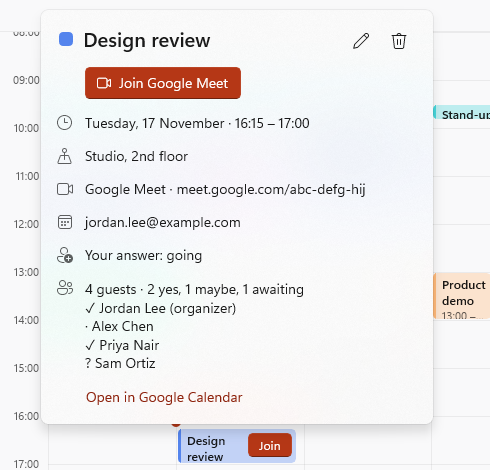 08:00
Design review
Join Google Meet
09:00
Tuesday, 17 November · 16:15 – 17:00
Stand-up
10:00
Studio, 2nd floor
11:00
Google Meet · meet.google.com/abc-defg-hij
jordan.lee@example.com
12:00
Your answer: going
13:00
4 guests · 2 yes, 1 maybe, 1 awaiting
✓ Jordan Lee (organizer)
· Alex Chen
✓ Priya Nair
? Sam Ortiz
Product
demo
13:00 –
14:00
15:00
Open in Google Calendar
16:00
Design
review
Join
17:00